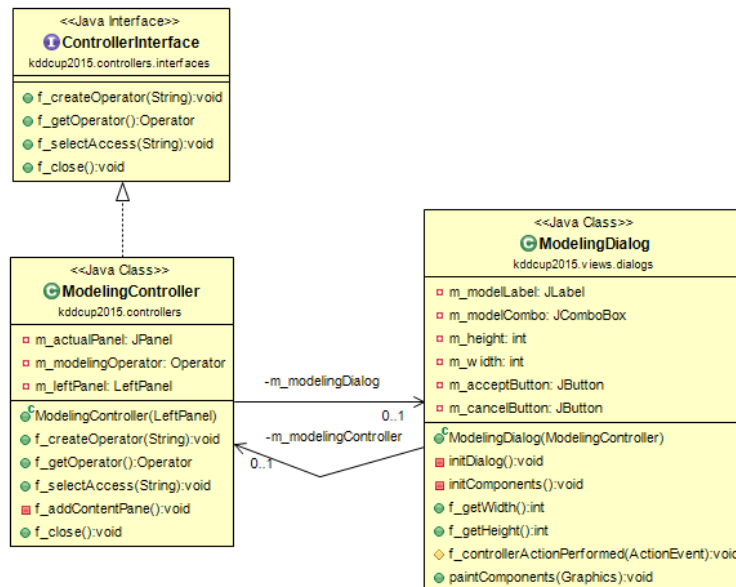 <<Java Interface>>
ControllerInterface
kddcup2015.controllers.interfaces
f_createOperator(String):void
f_getOperator():Operator
f_selectAccess(String):void
f_close():void
<<Java Class>>
ModelingController
kddcup2015.controllers
m_actualPanel: JPanel
m_modelingOperator: Operator
m_leftPanel: LeftPanel
ModelingController(LeftPanel)
f_createOperator(String):void
f_getOperator():Operator
f_selectAccess(String):void
f_addContentPane():void
f_close():void
-m_modelingDialog
0..1
-m_modelingController
0..1
<<Java Class>>
ModelingDialog
kddcup2015.views.dialogs
m_modelLabel: JLabel
m_modelCombo: JComboBox
m_height: int
m_width: int
m_acceptButton: JButton
m_cancelButton: JButton
ModelingDialog(ModelingController)
initDialog():void
initComponents():void
f_getWidth():int
f_getHeight():int
f_controllerActionPerformed(ActionEvent):void
paintComponents(Graphics):void